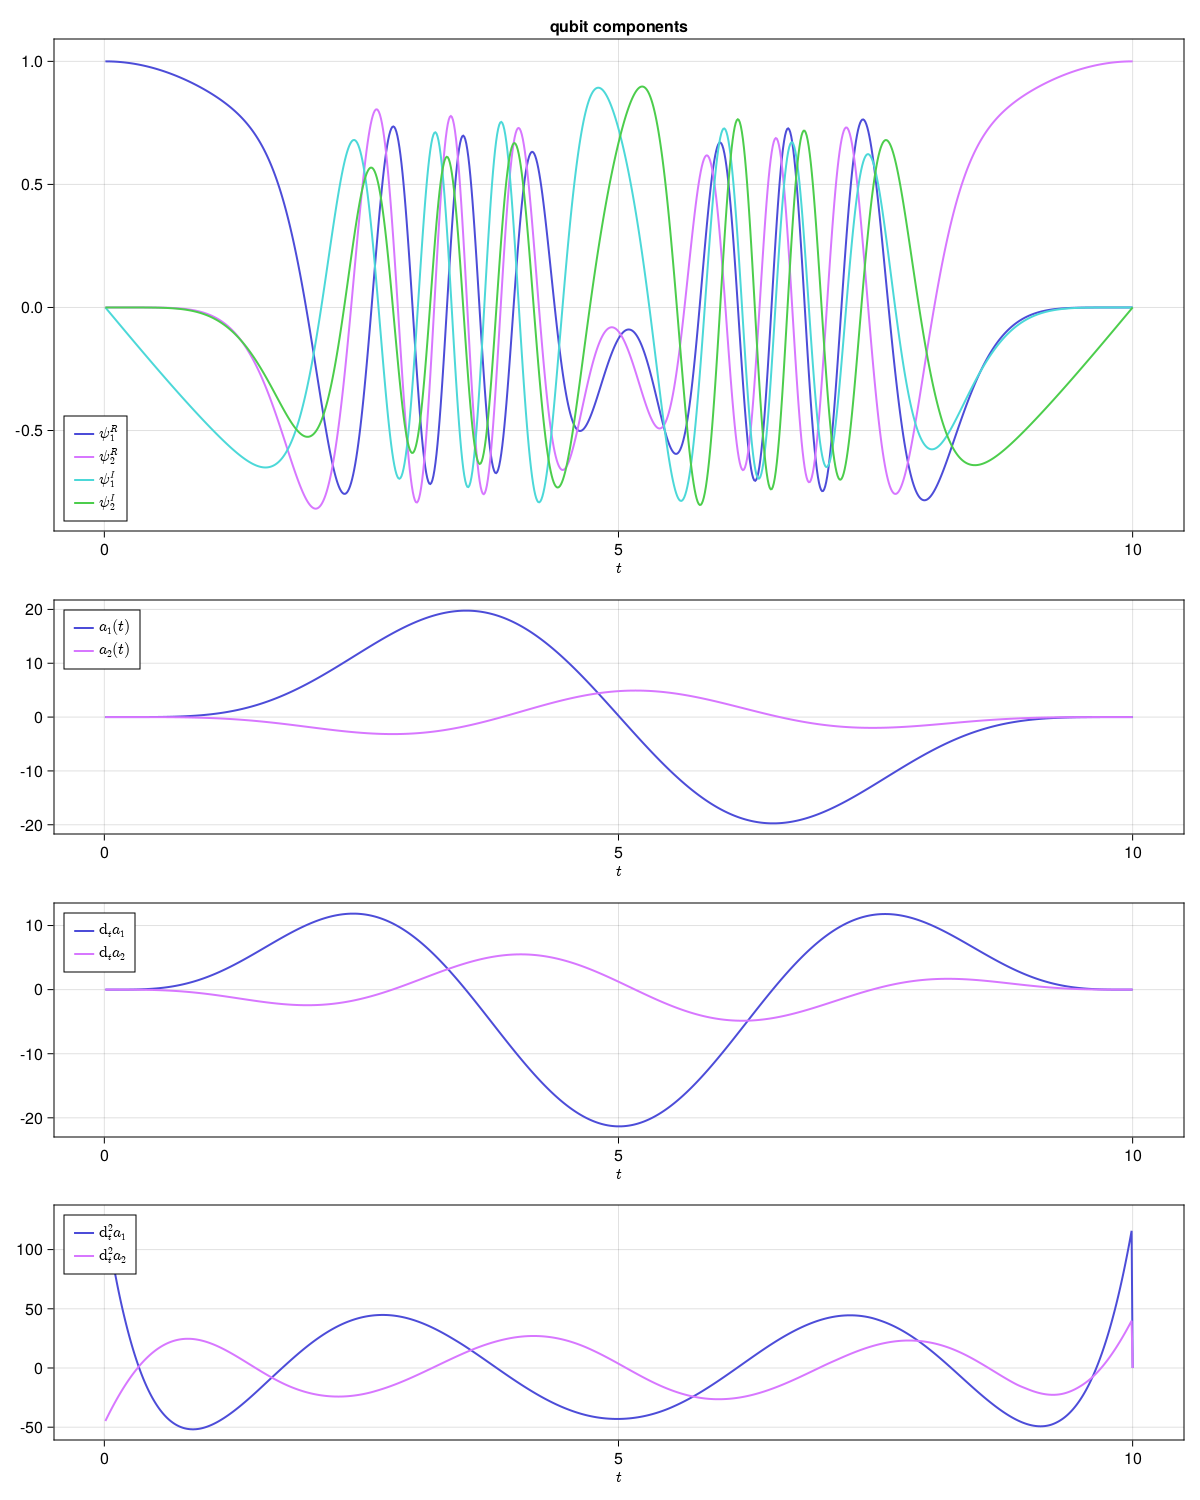 qubit components
1.0
0.5
0.0
-0.5
ψ₁ᴿ
ψ₂ᴿ
ψ₁ᴵ
ψ₂ᴵ
0 5 10
t
20
10
0
-10
-20
a₁(t)
a₂(t)
0 5 10
t
10
0
-10
-20
dₜa₁
dₜa₂
0 5 10
t
100
50
0
-50
dₜ²a₁
dₜ²a₂
0 5 10
t